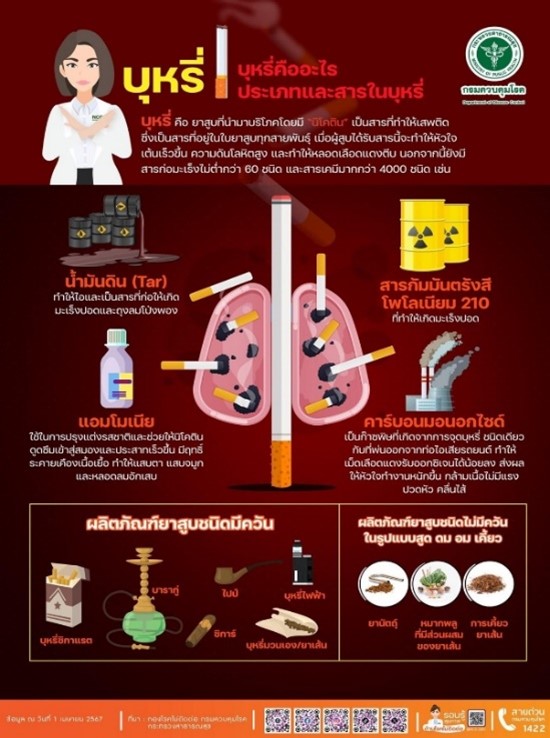 บุหรี่
บุหรี่คืออะไร
ประเภทและสารในบุหรี่
กรมควบคุมโรค
Department of Disease Control
บุหรี่ คือ ยาสูบที่นำมาบริโภคโดยมี "นิโคติน" เป็นสารที่ทำให้เสพติด
ซึ่งเป็นสารที่อยู่ในใบยาสูบทุกสายพันธุ์ เมื่อผู้สูบได้รับสารนี้จะทำให้หัวใจ
เต้นเร็วขึ้น ความดันโลหิตสูง และทำให้หลอดเลือดแดงตีบ นอกจากนี้ยังมี
สารก่อมะเร็งไม่ต่ำกว่า 60 ชนิด และสารเคมีมากกว่า 4000 ชนิด เช่น
น้ำมันดิน (Tar)
ทำให้ไอและเป็นสารที่ก่อให้เกิด
มะเร็งปอดและถุงลมโป่งพอง
สารกัมมันตรังสี
โพโลเนียม 210
ที่ทำให้เกิดมะเร็งปอด
แอมโมเนีย
ใช้ในการปรุงแต่งรสชาติและช่วยให้นิโคติน
ดูดซึมเข้าสู่สมองและประสาทเร็วขึ้น มีฤทธิ์
ระคายเคืองเนื้อเยื่อ ทำให้แสบตา แสบจมูก
และหลอดลมอักเสบ
คาร์บอนมอนอกไซด์
เป็นก๊าซพิษที่เกิดจากการจุดบุหรี่ ชนิดเดียว
กับที่พ่นออกจากท่อไอเสียรถยนต์ ทำให้
เม็ดเลือดแดงรับออกซิเจนได้น้อยลง ส่งผล
ให้หัวใจทำงานหนักขึ้น กล้ามเนื้อไม่มีแรง
ปวดหัว คลื่นไส้
ผลิตภัณฑ์ยาสูบชนิดมีควัน
บุหรี่ซิกาแรต
บารากู่
ไปป์
บุหรี่ไฟฟ้า
ซิการ์
บุหรี่มวนเอง/ยาเส้น
ผลิตภัณฑ์ยาสูบชนิดไม่มีควัน
ในรูปแบบสูด ดม อม เคี้ยว
ยานัตถุ์
หมากพลู
ที่มีส่วนผสม
ของยาเส้น
การเคี้ยว
ยาเส้น
ข้อมูล ณ วันที่ 1 เมษายน 2567
ที่มา : กองโรคไม่ติดต่อ กรมควบคุมโรค
กระทรวงสาธารณสุข
สายด่วน
กรมควบคุมโรค
1422